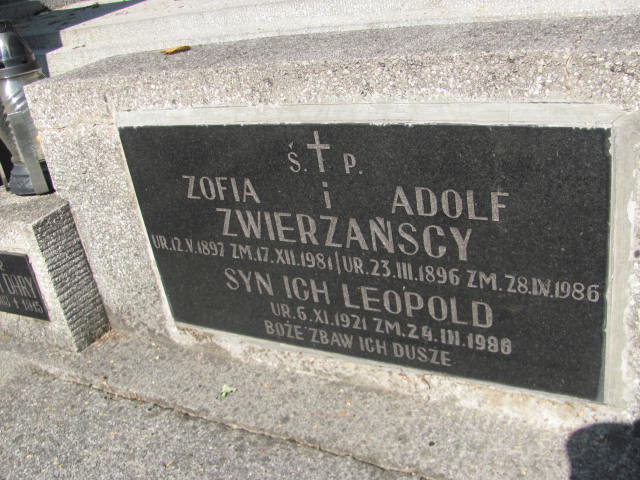 Ś. P.
ZOFIA i ADOLF
ZWIERZAŃSCY
UR.12.V.1897 ZM.17.XII.1981 UR.23.III.1896 ZM.28.IX.1986
SYN ICH LEOPOLD
UR.6.XI.1921 ZM.24.III.1986
BOŻE ZBAW ICH DUSZE